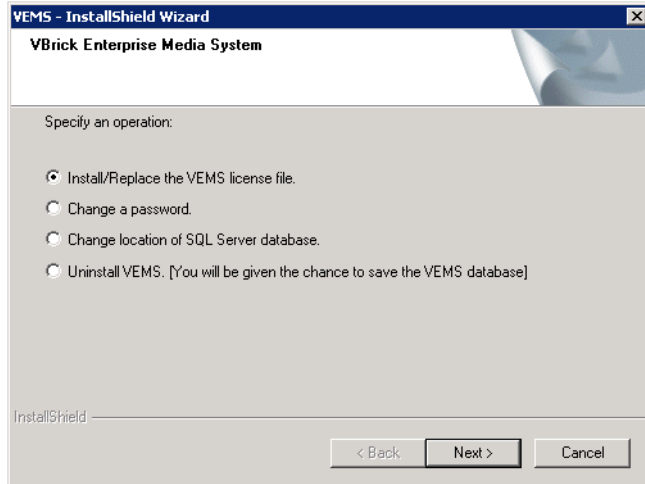 VEMS - InstallShield Wizard
VBrick Enterprise Media System
Specify an operation:
Install/Replace the VEMS license file.
Change a password.
Change location of SQL Server database.
Uninstall VEMS. [You will be given the chance to save the VEMS database]
InstallShield
< Back Next > Cancel